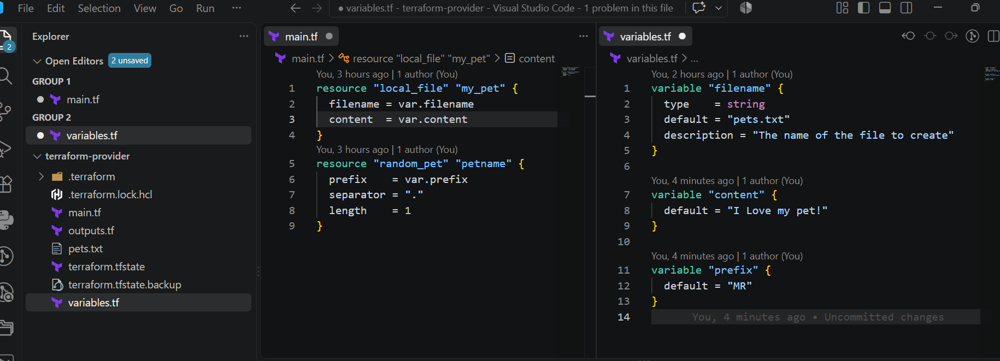 File Edit Selection View Go Run ··· ← → ● variables.tf - terraform-provider - Visual Studio Code - 1 problem in this file
2
Explorer ···
Open Editors 2 unsaved
GROUP 1
main.tf
GROUP 2
variables.tf
terraform-provider
.terraform
.terraform.lock.hcl
main.tf
outputs.tf
pets.txt
terraform.tfstate
terraform.tfstate.backup
variables.tf
main.tf ···
main.tf > resource "local_file" "my_pet" > content
You, 3 hours ago | 1 author (You)
1 resource "local_file" "my_pet" {
2 filename = var.filename
3 content  = var.content
4 }
You, 3 hours ago | 1 author (You)
5 resource "random_pet" "petname" {
6 prefix    = var.prefix
7 separator = "."
8 length    = 1
9 }
variables.tf
variables.tf > ...
You, 2 hours ago | 1 author (You)
1 variable "filename" {
2 type    = string
3 default = "pets.txt"
4 description = "The name of the file to create"
5 }
6
You, 4 minutes ago | 1 author (You)
7 variable "content" {
8 default = "I Love my pet!"
9 }
10
You, 4 minutes ago | 1 author (You)
11 variable "prefix" {
12 default = "MR"
13 }
14 You, 4 minutes ago • Uncommitted changes